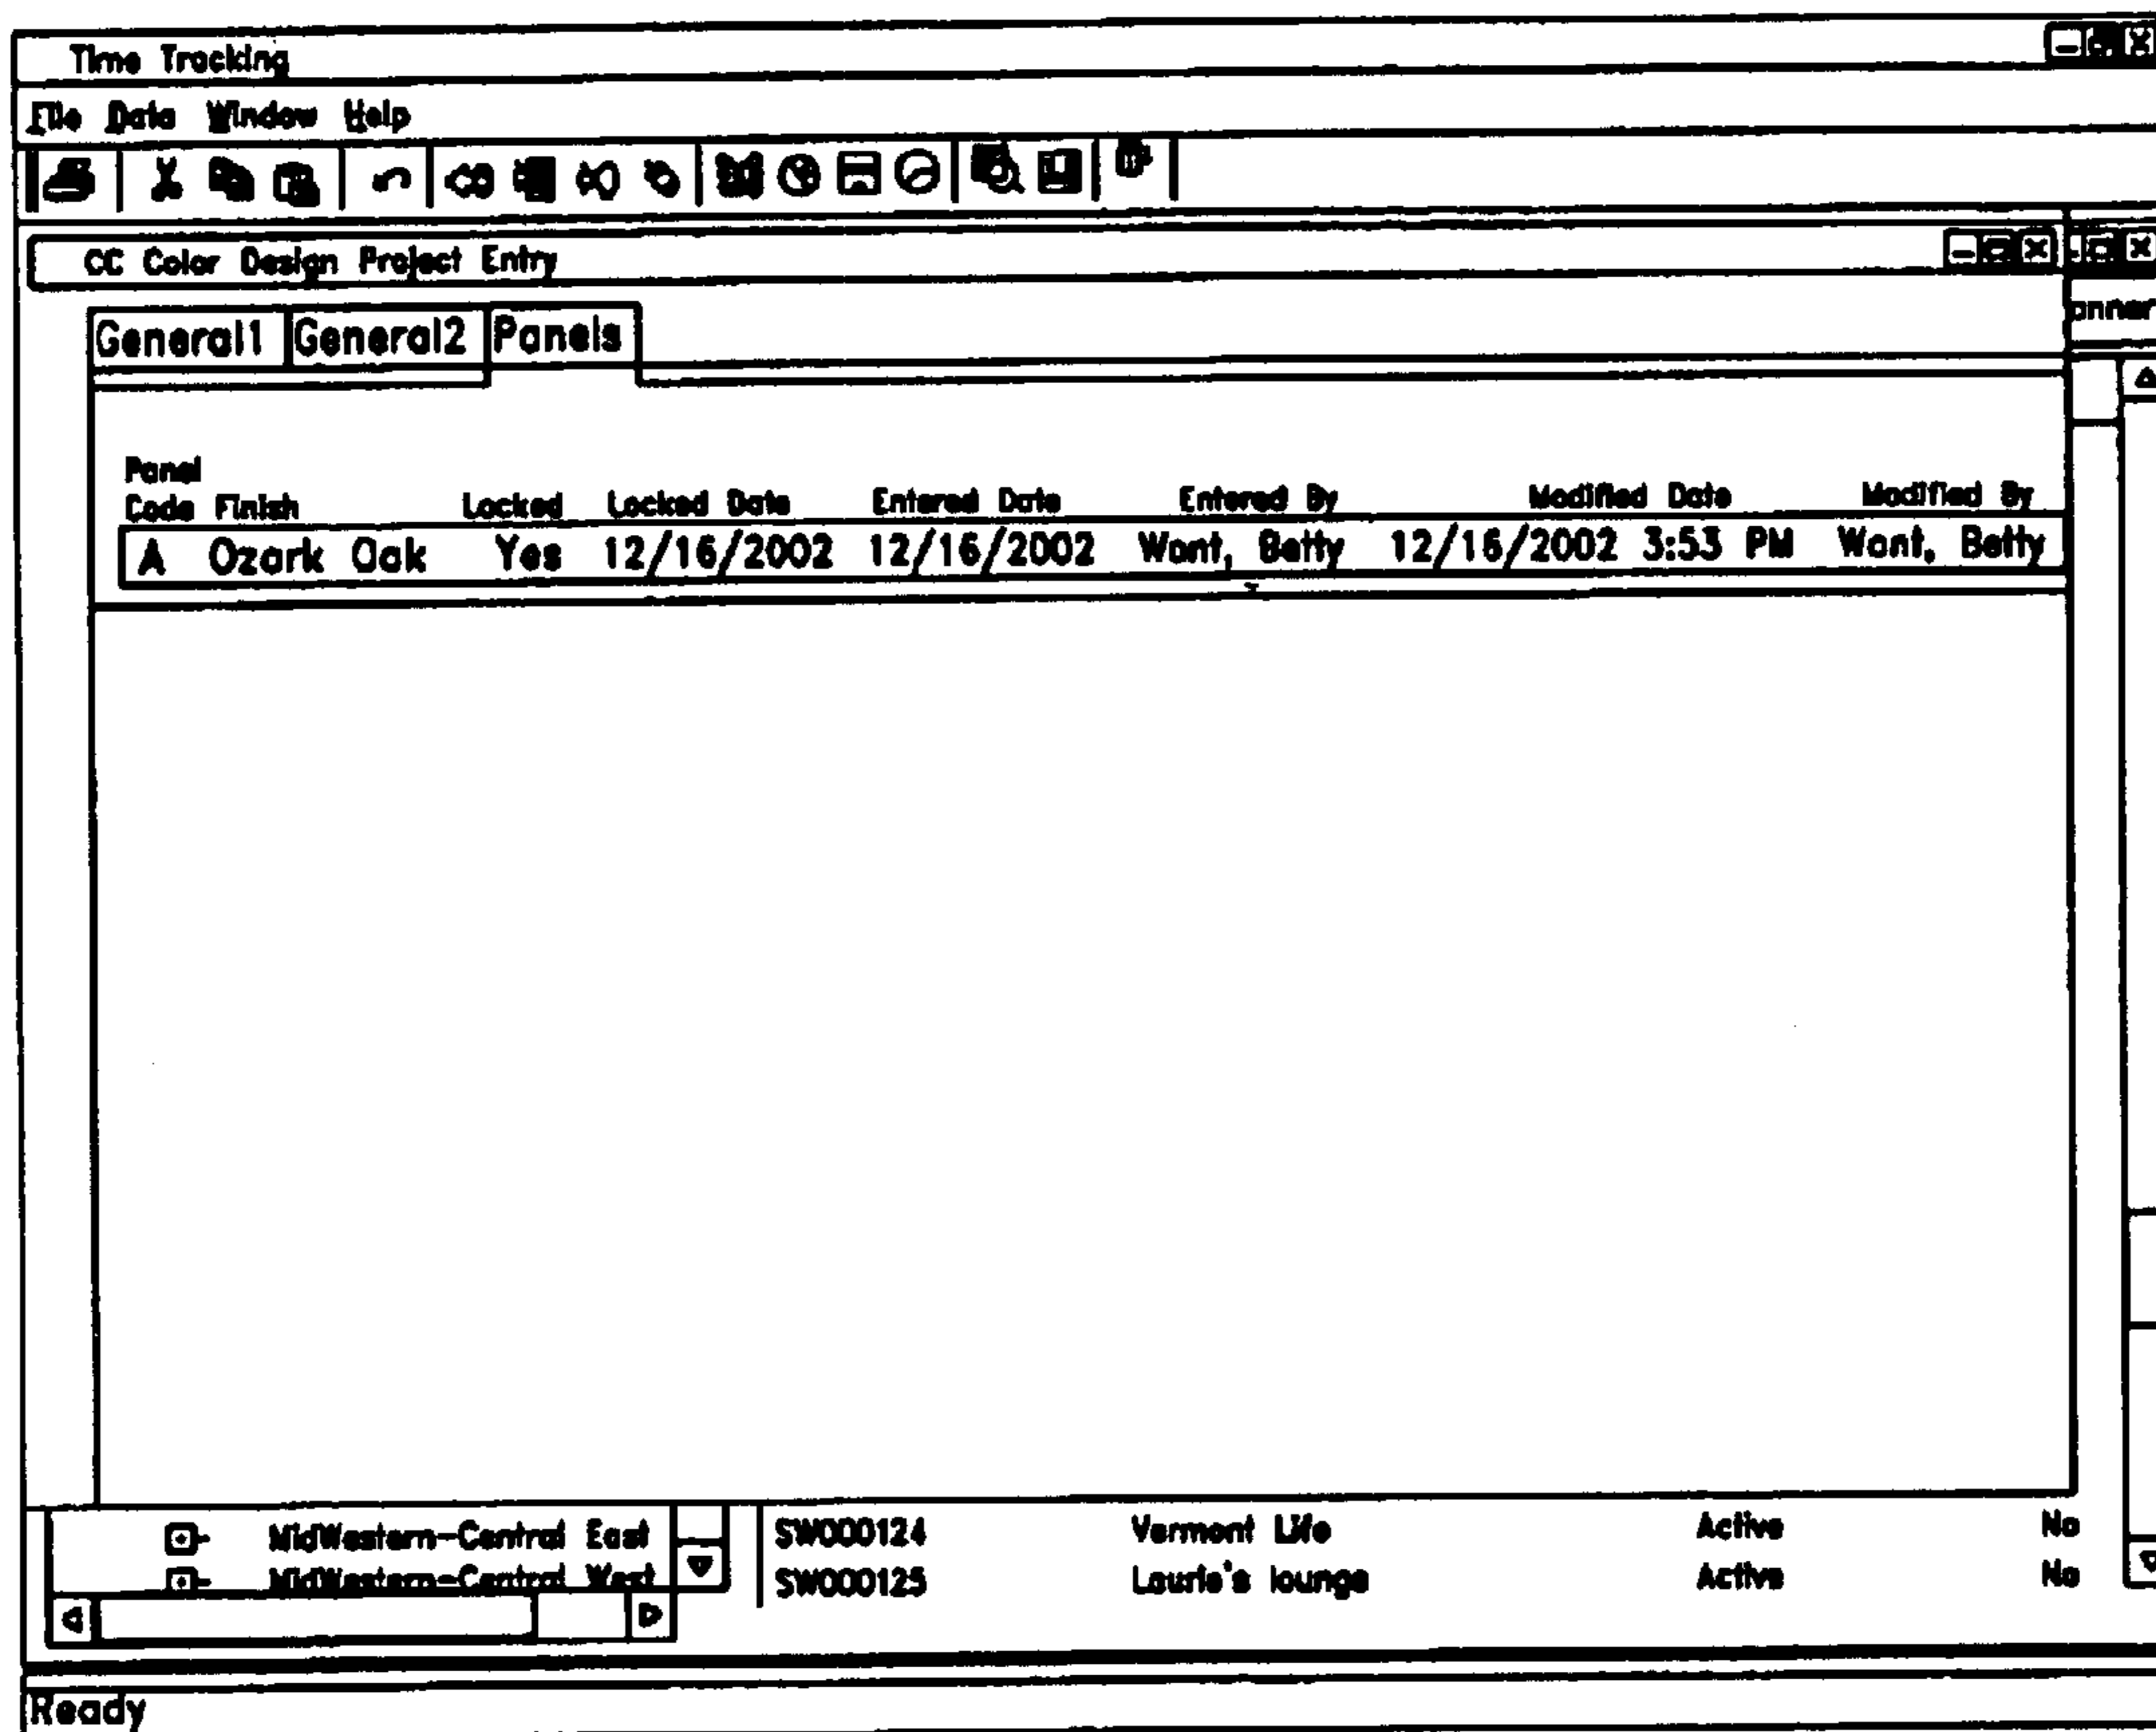 Time Tracking
File Data Window Help
CC Color Design Project Entry
General1 General2 Panels
Panel
Code Finish Locked Locked Date Entered Date Entered By Modified Date Modified By
A Ozark Oak Yes 12/16/2002 12/16/2002 Want, Betty 12/16/2002 3:53 PM Want, Betty
MidWestern-Central East SW000124 Vermont Life Active No
MidWestern-Central West SW000125 Laurie's lounge Active No
Ready